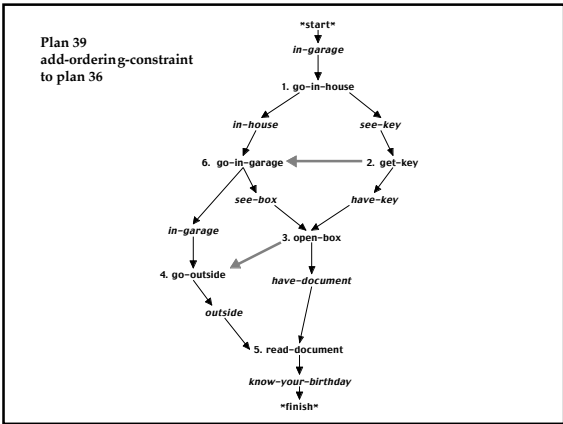 *start*
Plan 39
add-ordering-constraint
to plan 36
in-garage
1. go-in-house
in-house
see-key
6. go-in-garage
2. get-key
see-box
have-key
in-garage
3. open-box
4. go-outside
have-document
outside
5. read-document
know-your-birthday
*finish*